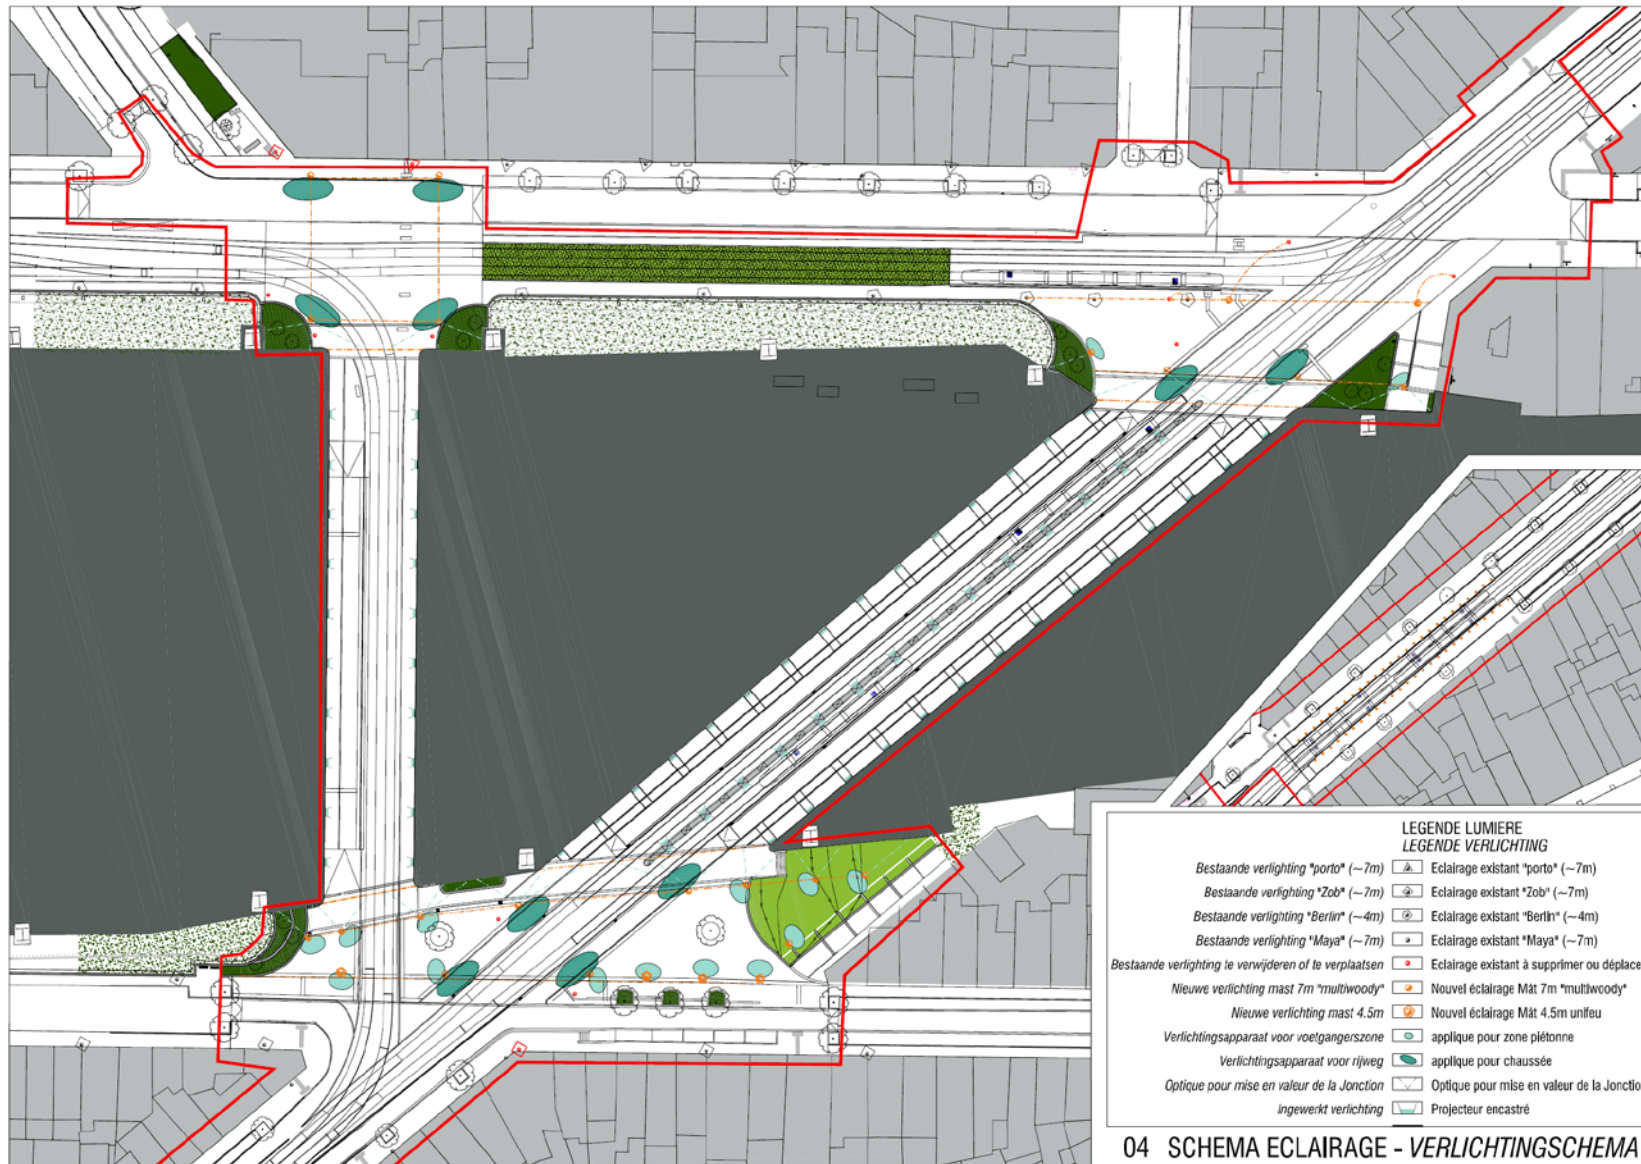 LEGENDE LUMIERE
LEGENDE VERLICHTING
Bestaande verlighting "porto" (~7m) Eclairage existant "porto" (~7m)
Bestaande verlighting "Zob" (~7m) Eclairage existant "Zob" (~7m)
Bestaande verlighting "Berlin" (~4m) Eclairage existant "Berlin" (~4m)
Bestaande verlighting "Maya" (~7m) Eclairage existant "Maya" (~7m)
Bestaande verlichting te verwijderen of te verplaatsen Eclairage existant à supprimer ou déplace
Nieuwe verlichting mast 7m "multiwoody" Nouvel éclairage Mât 7m "multiwoody"
Nieuwe verlichting mast 4.5m Nouvel éclairage Mât 4.5m unifeu
Verlichtingsapparaat voor voetgangerszone applique pour zone piétonne
Verlichtingsapparaat voor rijweg applique pour chaussée
Optique pour mise en valeur de la Jonction Optique pour mise en valeur de la Jonctio
Ingewerkt verlichting Projecteur encastré
04 SCHEMA ECLAIRAGE - VERLICHTINGSCHEMA